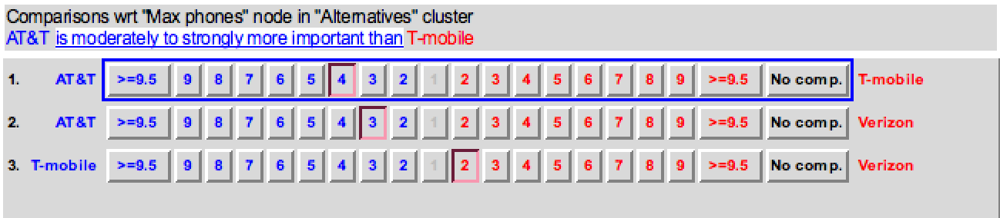 Comparisons wrt "Max phones" node in "Alternatives" cluster
AT&T is moderately to strongly more important than T-mobile
1. AT&T >=9.5 9 8 7 6 5 4 3 2 1 2 3 4 5 6 7 8 9 >=9.5 No comp. T-mobile
2. AT&T >=9.5 9 8 7 6 5 4 3 2 1 2 3 4 5 6 7 8 9 >=9.5 No comp. Verizon
3. T-mobile >=9.5 9 8 7 6 5 4 3 2 1 2 3 4 5 6 7 8 9 >=9.5 No comp. Verizon